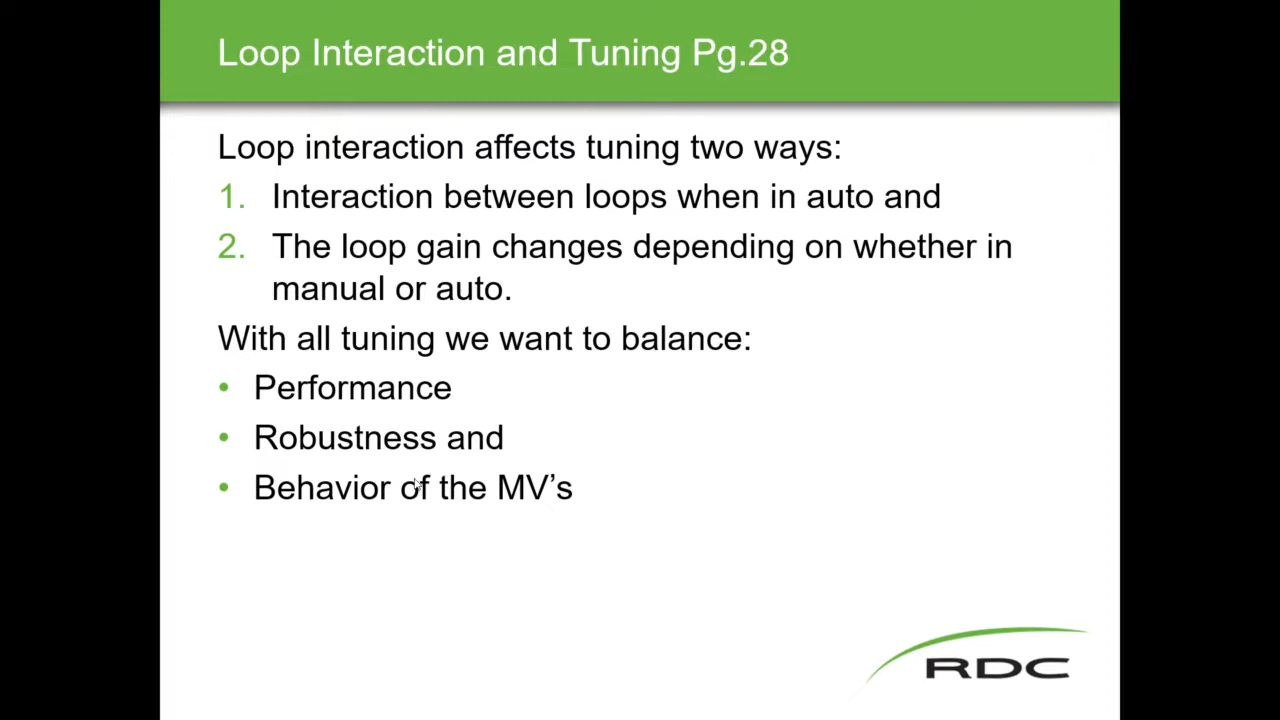 Loop Interaction and Tuning Pg.28
Loop interaction affects tuning two ways:
1. Interaction between loops when in auto and
2. The loop gain changes depending on whether in
manual or auto.
With all tuning we want to balance:
• Performance
• Robustness and
• Behavior of the MV’s
RDC